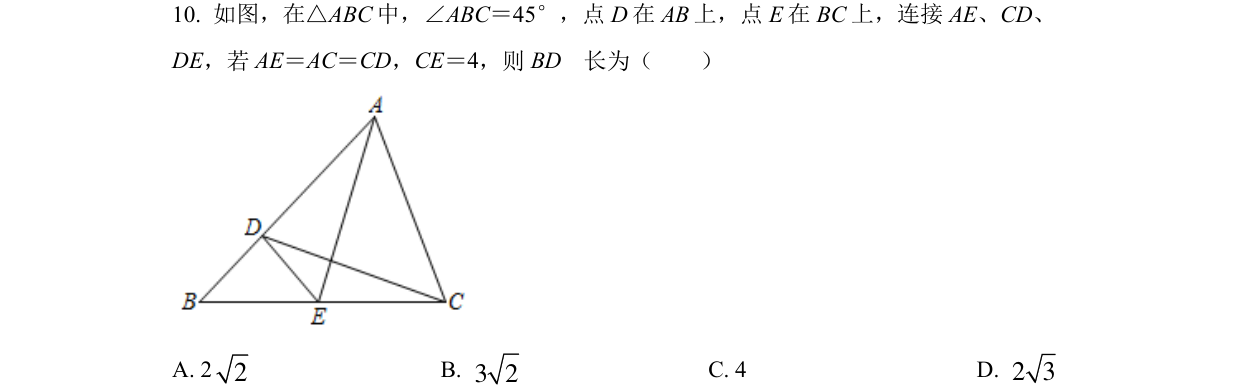 10. 如图，在△ABC中，∠ABC＝45°，点D在AB上，点E在BC上，连接AE、CD、
DE，若AE＝AC＝CD，CE＝4，则BD 长为（  ）
A
D
B
E
C
A. 2√2 B. 3√2 C. 4 D. 2√3